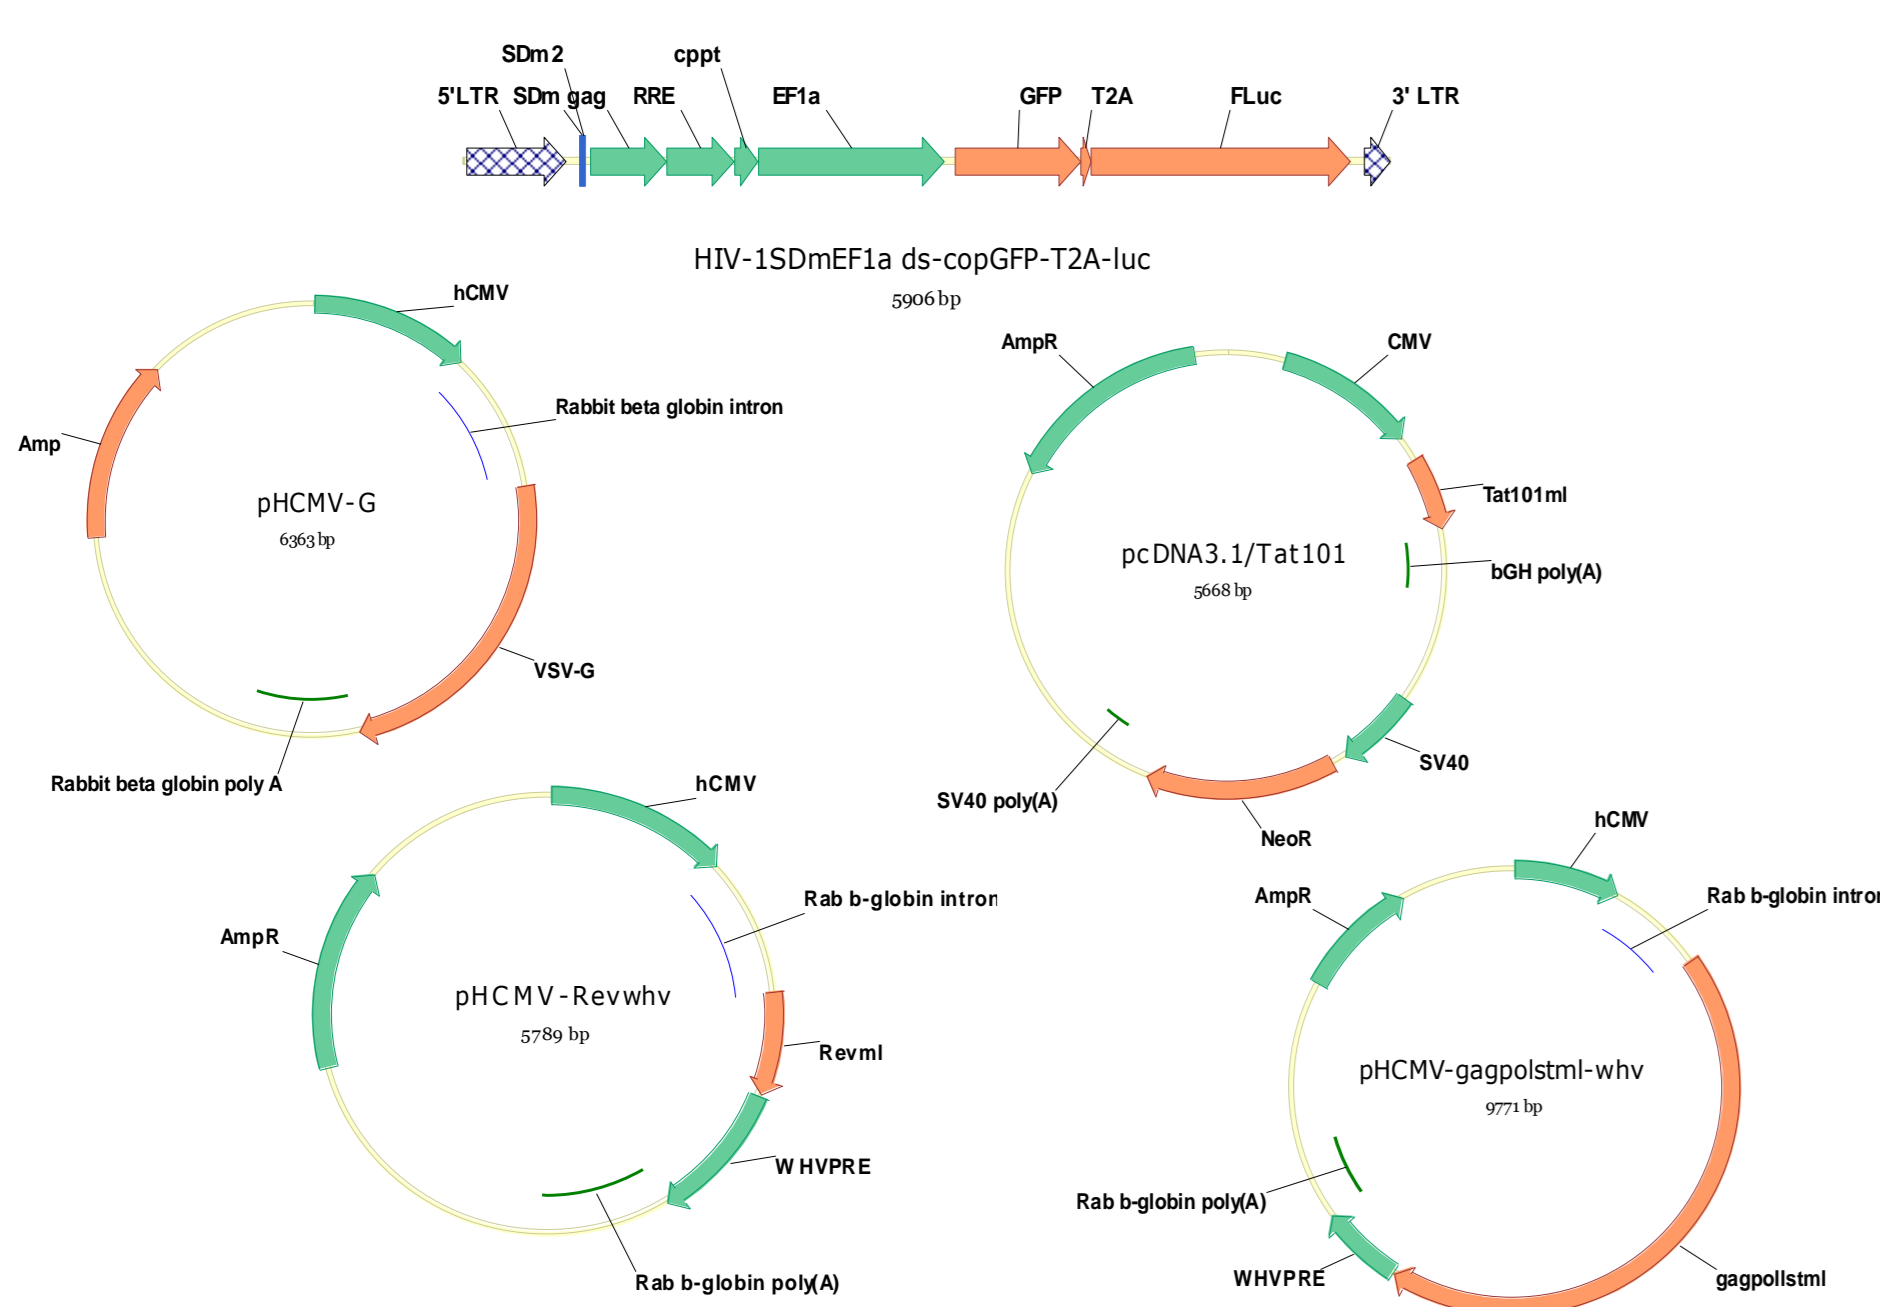 SDm2
cppt
5'LTR
SDm
gag
RRE
EF1a
GFP
T2A
FLuc
3' LTR
HIV-1SDmEF1a ds-copGFP-T2A-luc
5906 bp
hCMV
Rabbit beta globin intron
Amp
pHCMV-G
6363 bp
VSV-G
Rabbit beta globin poly A
AmpR
CMV
Tat101ml
pcDNA3.1/Tat101
5668 bp
bGH poly(A)
SV40
SV40 poly(A)
NeoR
hCMV
Rab b-globin intron
AmpR
pHCMV-Revwhv
5789 bp
Revml
WHVPRE
Rab b-globin poly(A)
hCMV
AmpR
Rab b-globin intror
pHCMV-gagpolstml-whv
9771 bp
Rab b-globin poly(A)
WHVPRE
gagpollstml